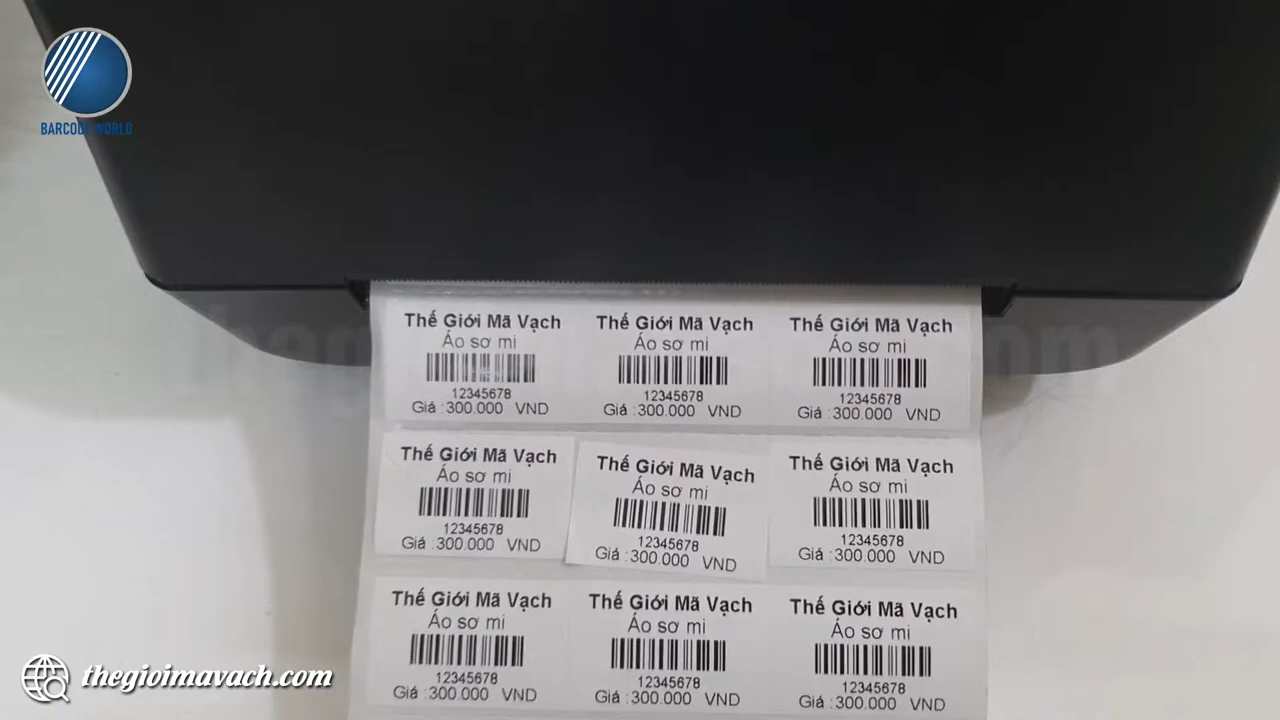 BARCODE WORLD
Thế Giới Mã Vạch
Áo sơ mi
12345678
Giá :300.000 VND
Thế Giới Mã Vạch
Áo sơ mi
12345678
Giá :300.000 VND
Thế Giới Mã Vạch
Áo sơ mi
12345678
Giá :300.000 VND
Thế Giới Mã Vạch
Áo sơ mi
12345678
Giá :300.000 VND
Thế Giới Mã Vạch
Áo sơ mi
12345678
Giá :300.000 VND
Thế Giới Mã Vạch
Áo sơ mi
12345678
Giá :300.000 VND
Thế Giới Mã Vạch
Áo sơ mi
12345678
Giá :300.000 VND
Thế Giới Mã Vạch
Áo sơ mi
12345678
Giá :300.000 VND
Thế Giới Mã Vạch
Áo sơ mi
12345678
Giá :300.000 VND
thegioimavach.com